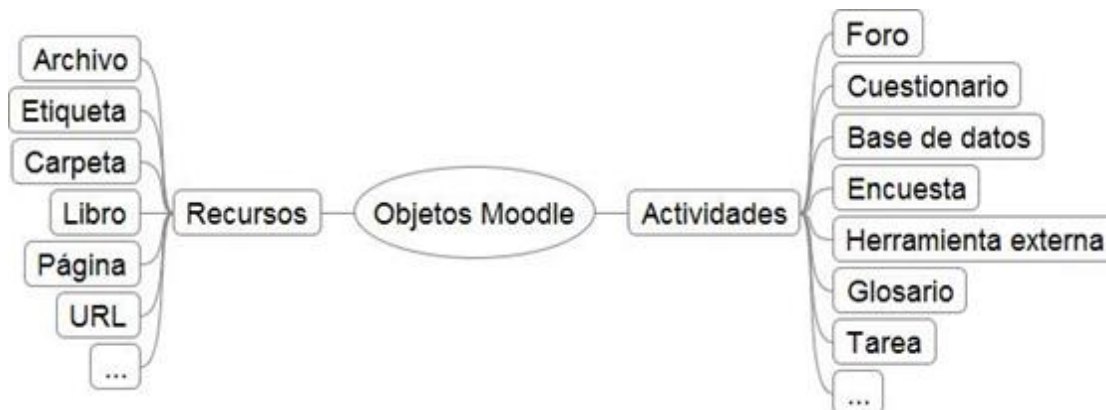 Archivo
Etiqueta
Carpeta
Libro
Página
URL
...
Recursos
Objetos Moodle
Actividades
Foro
Cuestionario
Base de datos
Encuesta
Herramienta externa
Glosario
Tarea
...